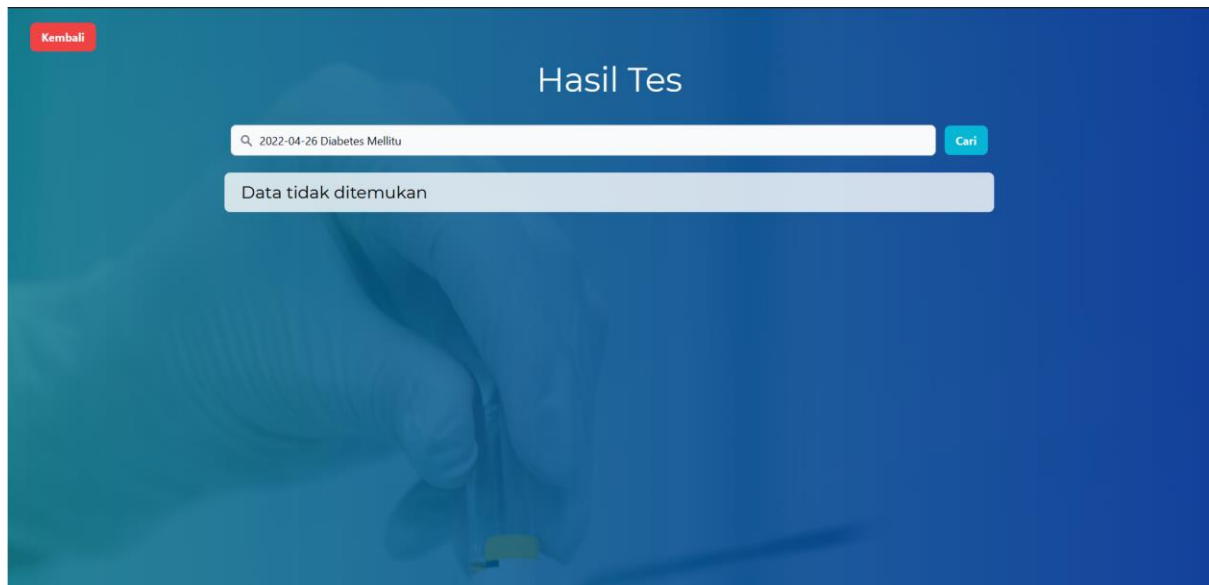 Kembali
Hasil Tes
2022-04-26 Diabetes Mellitu
Cari
Data tidak ditemukan